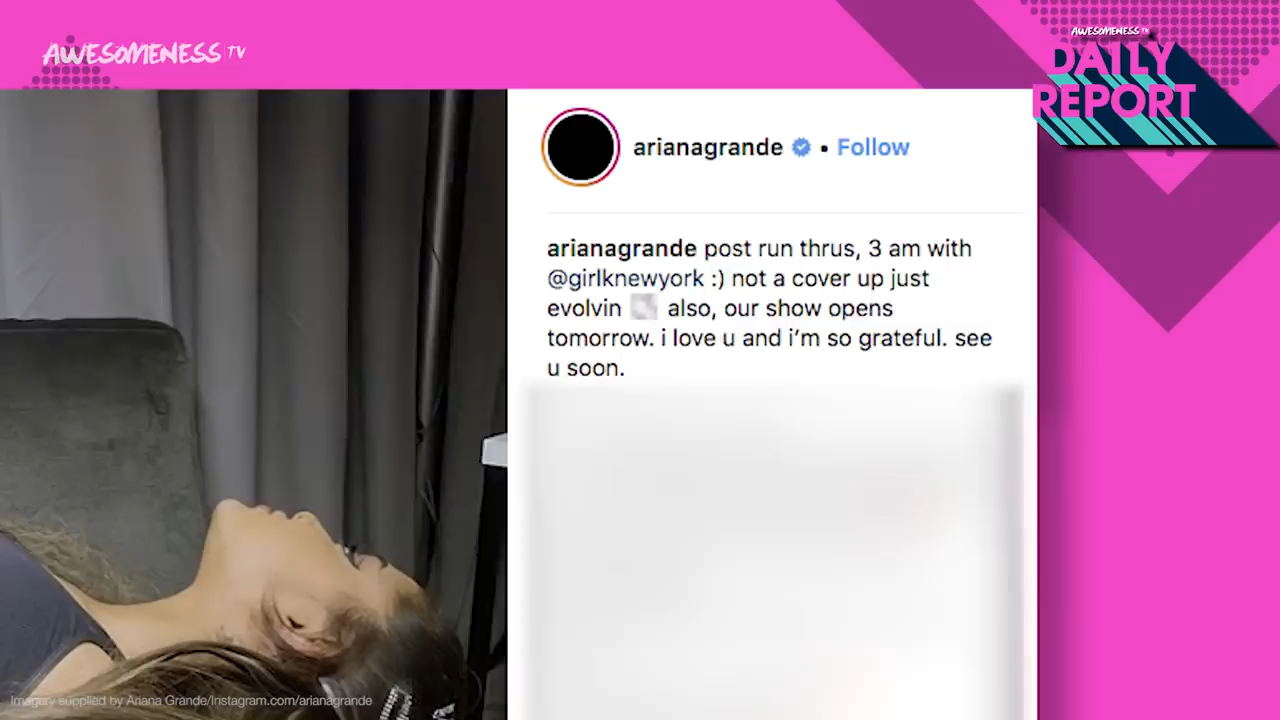 AWESOMENESS TV
AWESOMENESS TV
DAILY
REPORT
arianagrande • Follow
arianagrande post run thrus, 3 am with
@girlknewyork :) not a cover up just
evolvin also, our show opens
tomorrow. i love u and i’m so grateful. see
u soon.
Imagery supplied by Ariana Grande/Instagram.com/arianagrande